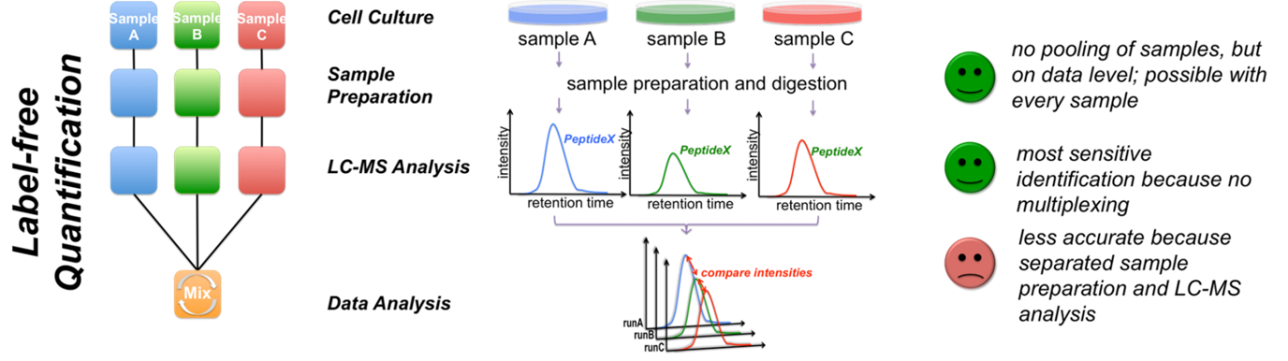 Label-free
Quantification
Sample
A
Sample
B
Sample
C
Mix
Cell Culture
Sample
Preparation
LC-MS Analysis
Data Analysis
sample A
sample B
sample C
sample preparation and digestion
intensity
PeptideX
retention time
intensity
PeptideX
retention time
intensity
PeptideX
retention time
compare intensities
runA
runB
runC
no pooling of samples, but
on data level; possible with
every sample
most sensitive
identification because no
multiplexing
less accurate because
separated sample
preparation and LC-MS
analysis